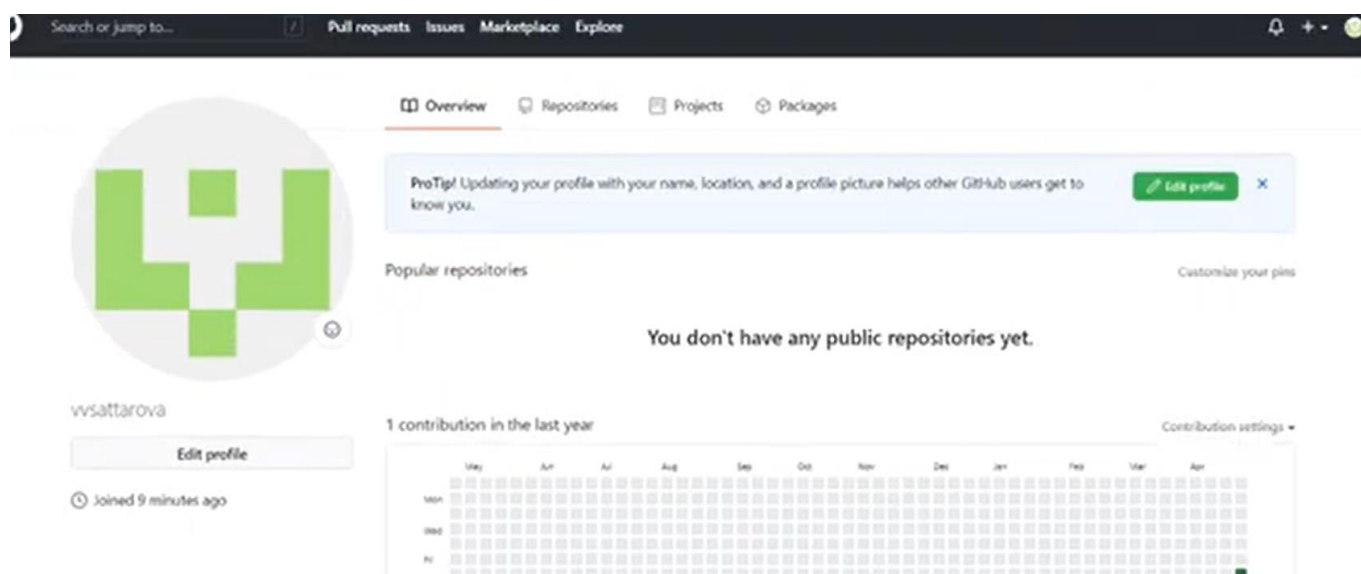 Search or jump to...
/
Pull requests Issues Marketplace Explore
Overview Repositories Projects Packages
ProTip! Updating your profile with your name, location, and a profile picture helps other GitHub users get to
know you.
Edit profile
Popular repositories
Customize your pins
You don't have any public repositories yet.
vvsattarova
Edit profile
Joined 9 minutes ago
1 contribution in the last year
Contribution settings
May Jun Jul Aug Sep Oct Nov Dec Jan Feb Mar Apr
Mon
Wed
Fri